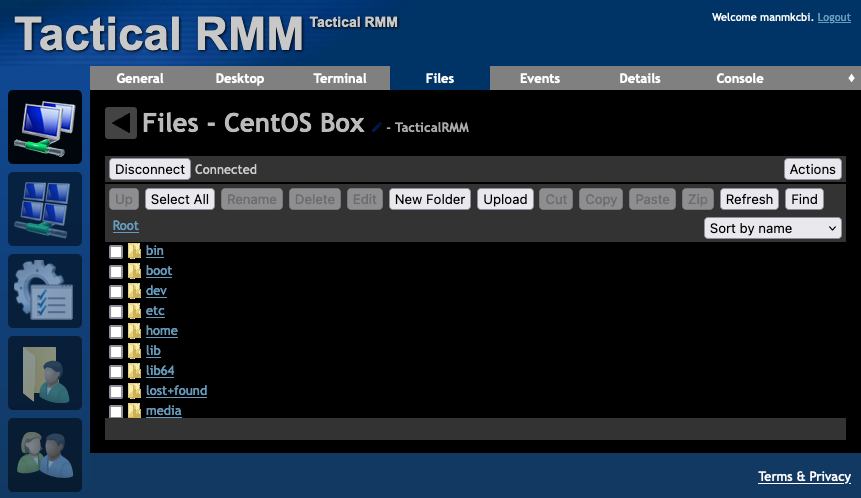 Tactical RMM Tactical RMM
Welcome manmkcbi. Logout
General Desktop Terminal Files Events Details Console
Files - CentOS Box - TacticalRMM
Disconnect Connected Actions
Up Select All Rename Delete Edit New Folder Upload Cut Copy Paste Zip Refresh Find
Root Sort by name
bin
boot
dev
etc
home
lib
lib64
lost+found
media
Terms & Privacy